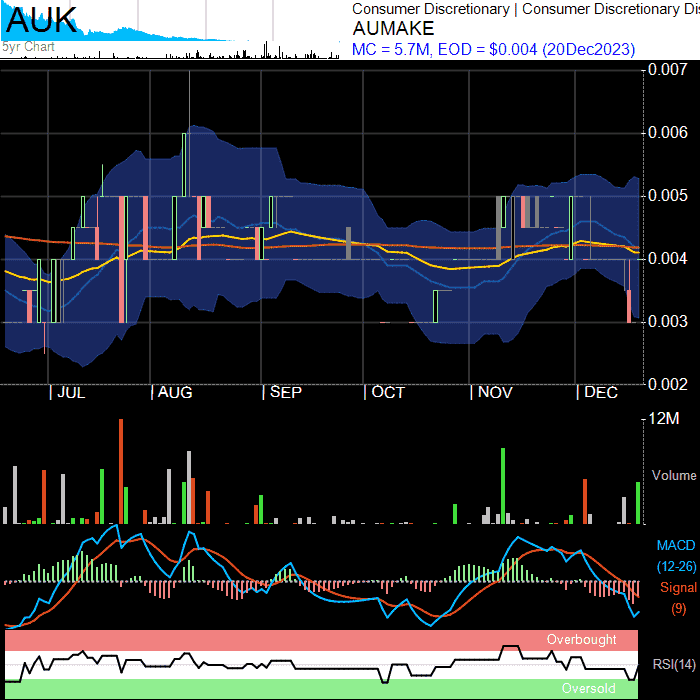 AUK
5yr Chart
Consumer Discretionary | Consumer Discretionary Dis
AUMAKE
MC = 5.7M, EOD = $0.004 (20Dec2023)
0.007
0.006
0.005
0.004
0.003
0.002
| JUL | AUG | SEP | OCT | NOV | DEC
12M
Volume
MACD
(12-26)
Signal
(9)
Overbought
RSI(14)
Oversold